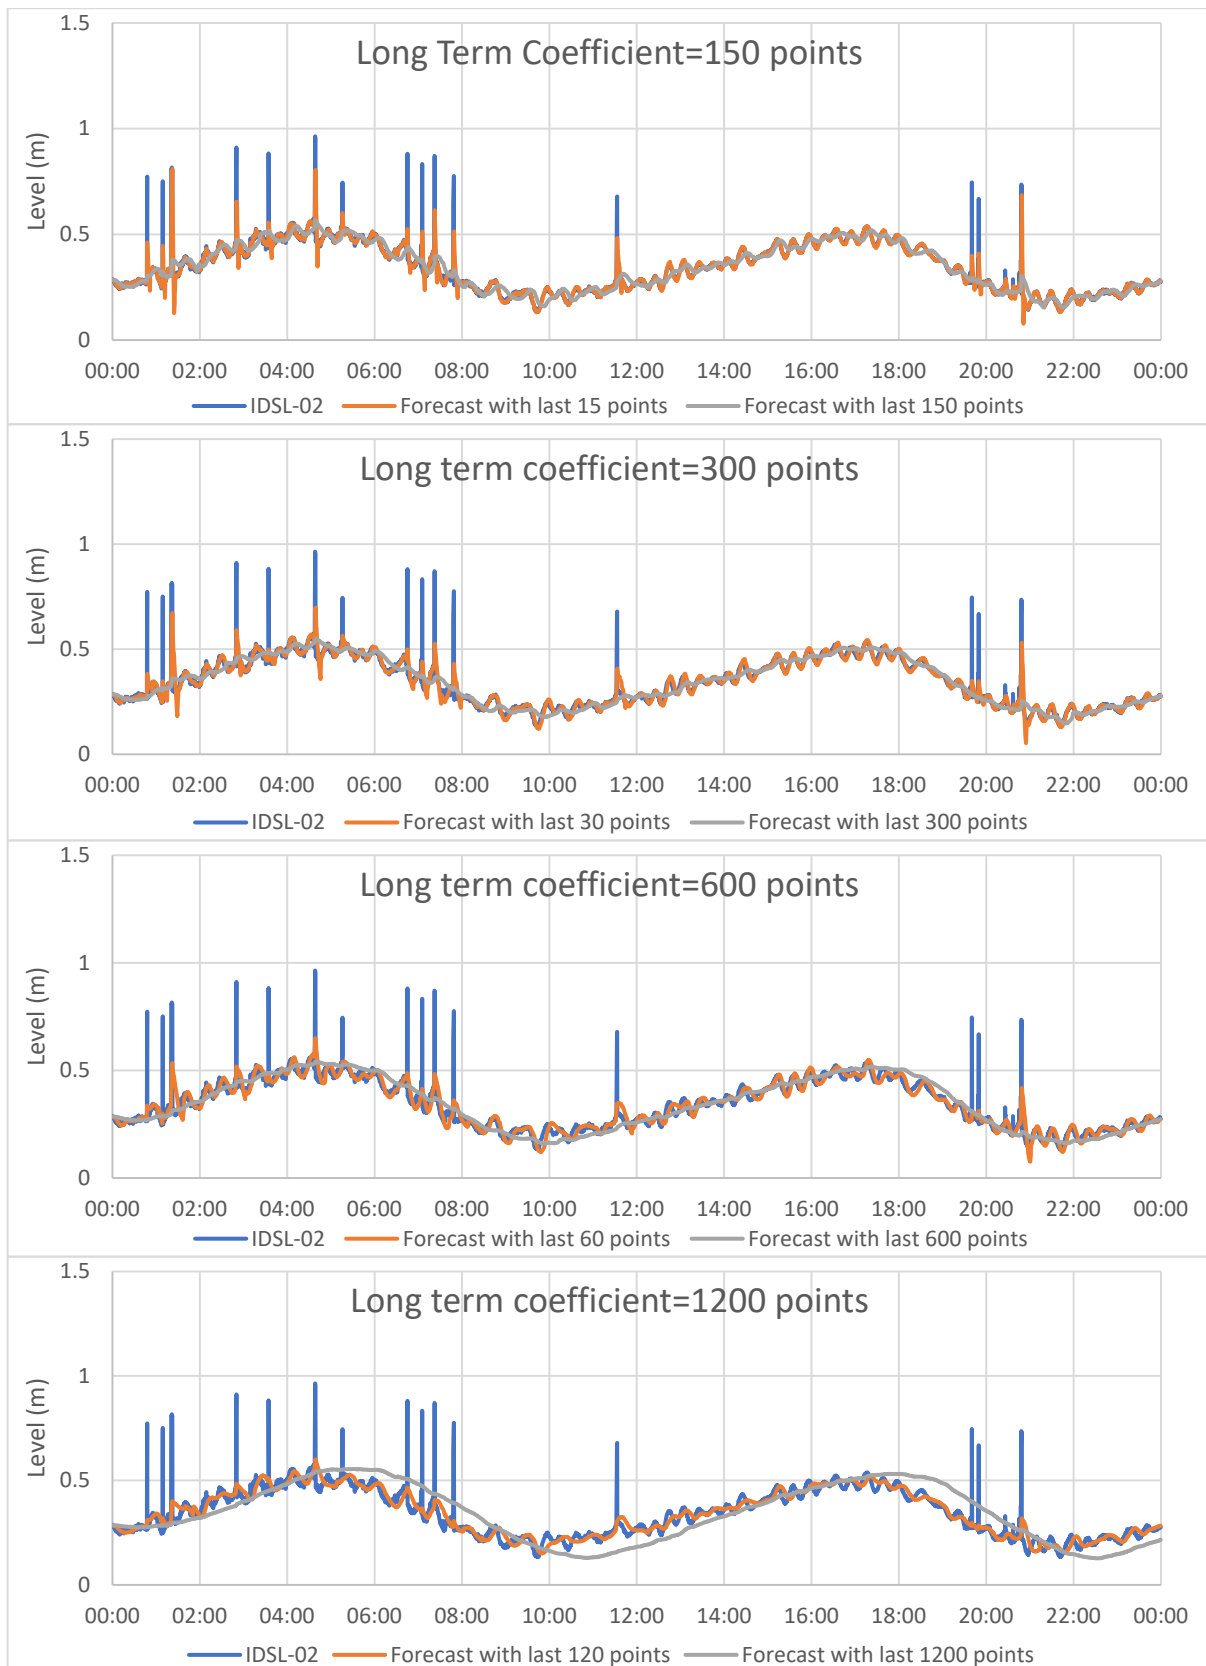 Long Term Coefficient=150 points
Level (m)
1.5
1
0.5
0
00:00 02:00 04:00 06:00 08:00 10:00 12:00 14:00 16:00 18:00 20:00 22:00 00:00
IDSL-02 Forecast with last 15 points Forecast with last 150 points
Long term coefficient=300 points
Level (m)
1.5
1
0.5
0
00:00 02:00 04:00 06:00 08:00 10:00 12:00 14:00 16:00 18:00 20:00 22:00 00:00
IDSL-02 Forecast with last 30 points Forecast with last 300 points
Long term coefficient=600 points
Level (m)
1.5
1
0.5
0
00:00 02:00 04:00 06:00 08:00 10:00 12:00 14:00 16:00 18:00 20:00 22:00 00:00
IDSL-02 Forecast with last 60 points Forecast with last 600 points
Long term coefficient=1200 points
Level (m)
1.5
1
0.5
0
00:00 02:00 04:00 06:00 08:00 10:00 12:00 14:00 16:00 18:00 20:00 22:00 00:00
IDSL-02 Forecast with last 120 points Forecast with last 1200 points